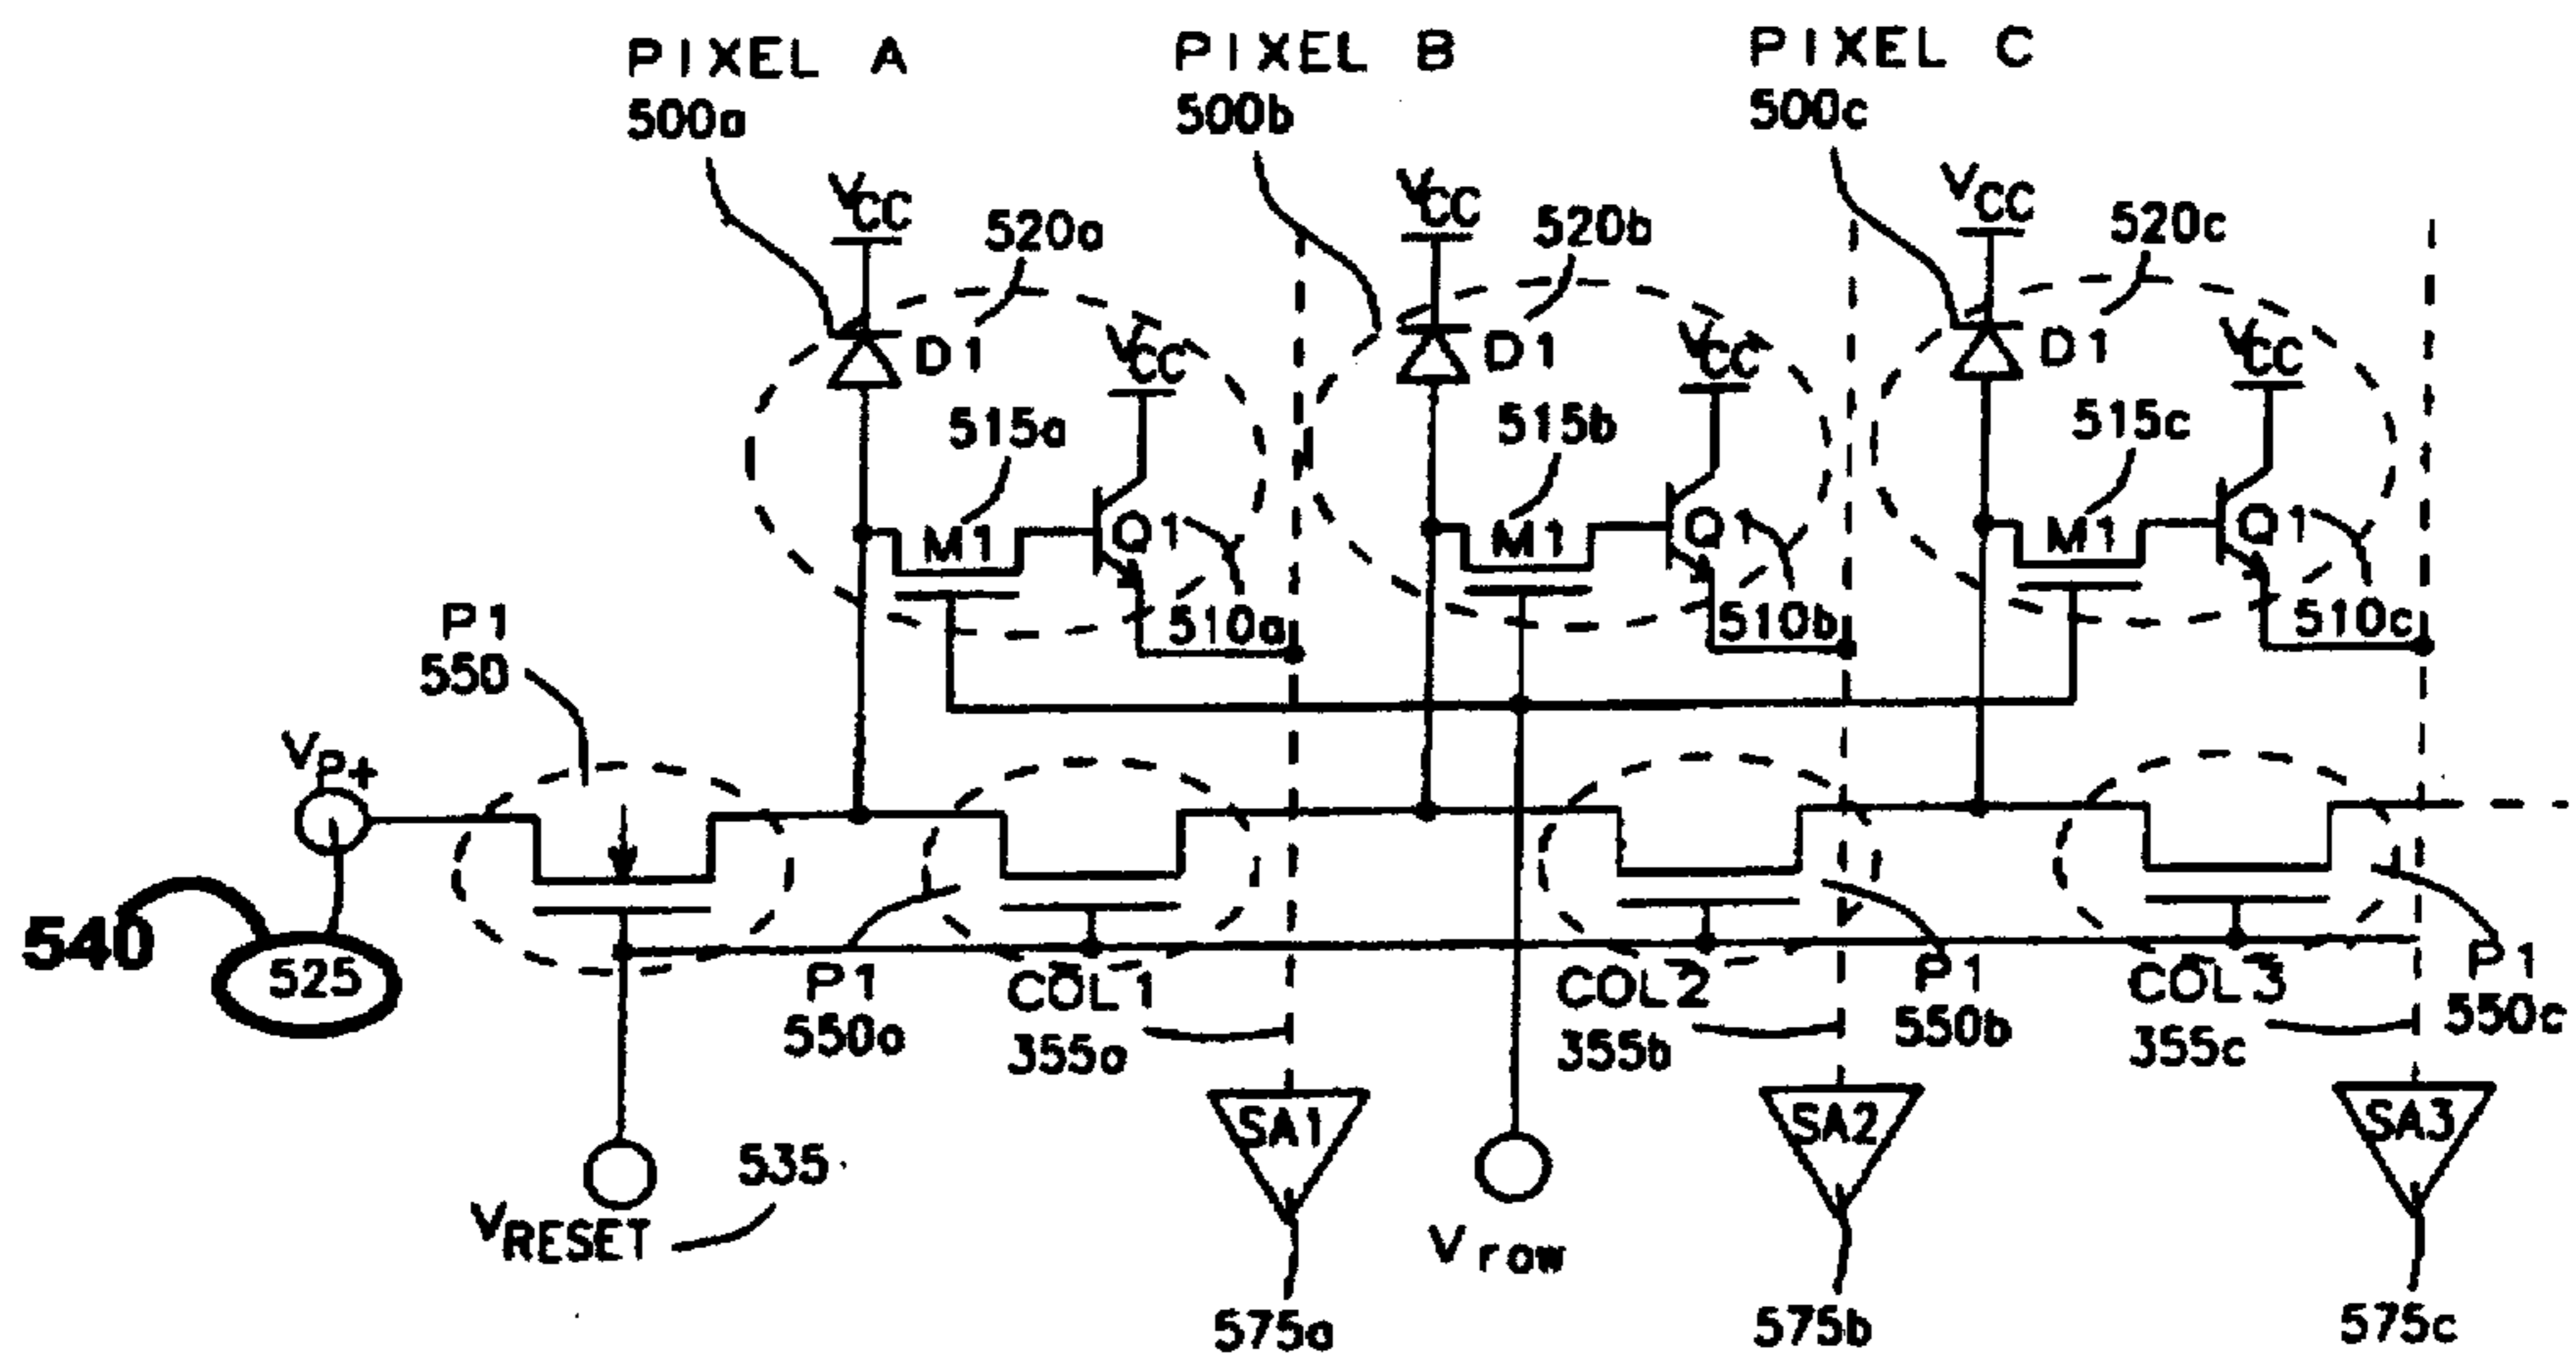 PIXEL A
500a
PIXEL B
500b
PIXEL C
500c
VCC
520a
VCC
520b
VCC
520c
D1
VCC
D1
VCC
D1
VCC
515a
515b
515c
M1
Q1
M1
Q1
M1
Q1
510a
510b
510c
P1
550
VP+
540
525
P1
550a
COL1
355a
COL2
355b
P1
550b
COL3
355c
P1
550c
SA1
SA2
SA3
VRESET
535
Vrow
575a
575b
575c